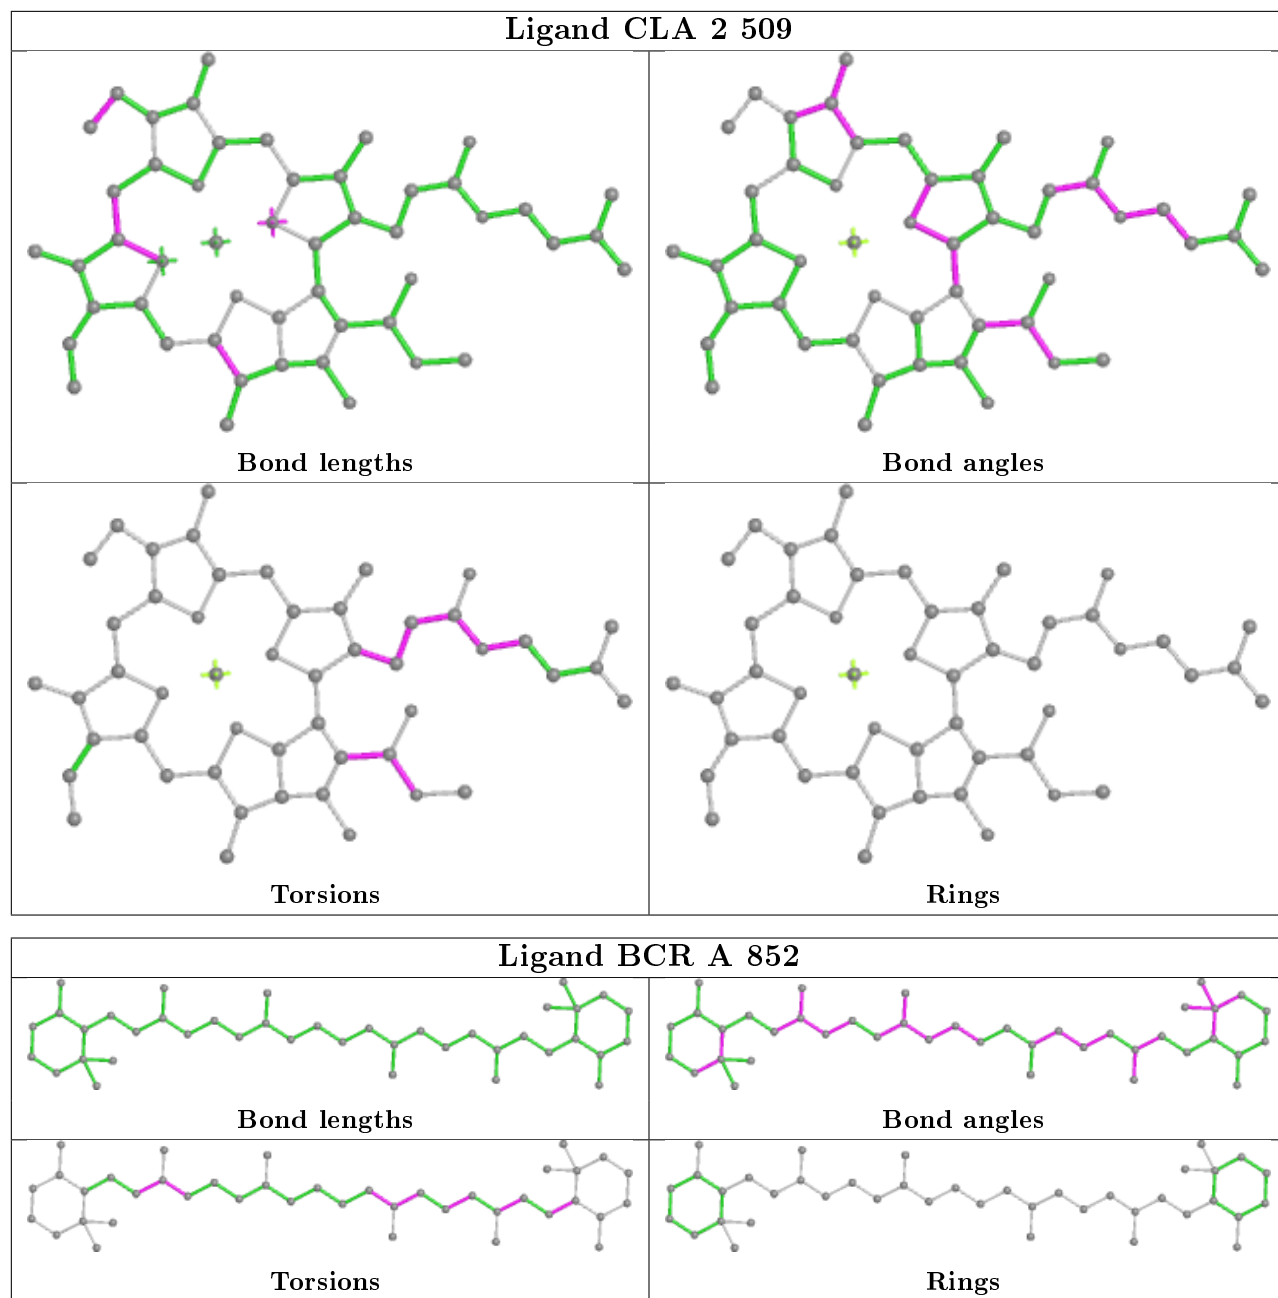 Ligand CLA 2 509
Bond lengths
Bond angles
Torsions
Rings
Ligand BCR A 852
Bond lengths
Bond angles
Torsions
Rings